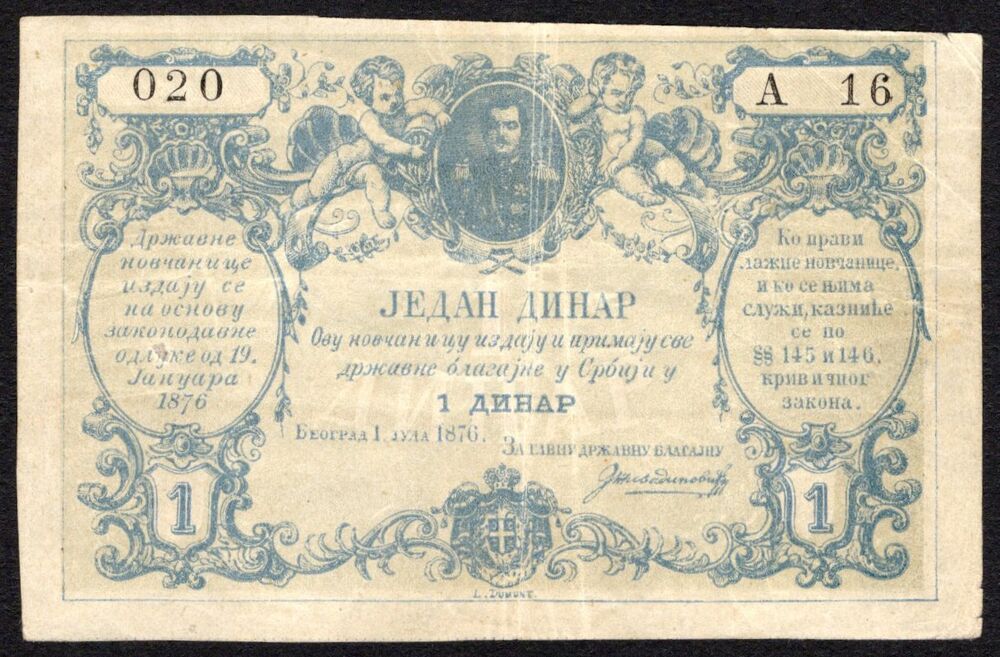 020
A 16
Државне
новчанице
издају се
на основу
законодавне
одлуке од 19.
Јануара
1876
Ко прави
лажне новчанице,
и ко се њима
служи, казниће
се по
§§ 145 и 146.
кривичног
закона.
ЈЕДАН ДИНАР
Ову новчаницу издају и примају све
државне благајне у Србији у
1 ДИНАР
Београд 1. јула 1876.
За главну државну благајну
1
1
L. Dumont.